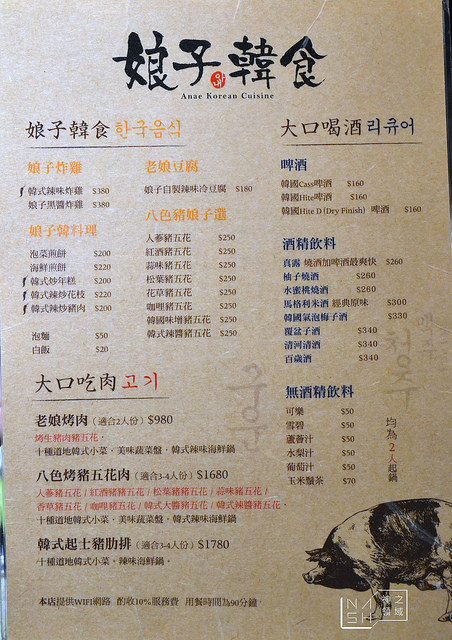 娘子韓食
아내
Anae Korean Cuisine
娘子韓食 한국음식
娘子炸雞
韓式辣味炸雞 $380
娘子黑醬炸雞 $380
娘子韓料理
泡菜煎餅 $200
海鮮煎餅 $220
韓式炒年糕 $200
韓式辣炒花枝 $220
韓式辣炒豬肉 $200
泡麵 $50
白飯 $20
老娘豆腐
娘子自製辣味冷豆腐 $180
八色豬娘子選
人蔘豬五花 $250
紅酒豬五花 $250
蒜味豬五花 $250
松葉豬五花 $250
花草豬五花 $250
咖哩豬五花 $250
韓國味增豬五花 $250
韓式辣醬豬五花 $250
大口吃肉 고기
老娘烤肉 (適合2人份) $980
烤生豬肉豬五花。
十種道地韓式小菜、美味蔬菜盤、韓式辣味海鮮鍋
八色烤豬五花肉 (適合3-4人份) $1680
人蔘豬五花 / 紅酒豬豬五花 / 松葉豬豬五花 / 蒜味豬五花 /
香草豬五花 / 咖哩豬五花 / 韓式大醬豬五花 / 韓式辣醬豬五花。
十種道地韓式小菜、美味蔬菜盤、韓式辣味海鮮鍋
韓式起士豬肋排 (適合3-4人份) $1780
十種道地韓式小菜、辣味海鮮鍋。
本店提供WIFI網路 酌收10%服務費 用餐時間為90分鐘
大口喝酒 리큐어
啤酒
韓國Cass啤酒 $160
韓國Hite啤酒 $160
韓國Hite D (Dry Finish) 啤酒 $160
酒精飲料
真露 燒酒加啤酒最爽快 $260
柚子燒酒 $260
水蜜桃燒酒 $260
馬格利米酒 經典原味 $300
韓國氣泡梅子酒 $330
覆盆子酒 $340
清河清酒 $340
百歲酒 $340
無酒精飲料
可樂 $50
雪碧 $50
蘆薈汁 $50
水梨汁 $50
葡萄汁 $50
玉米鬚茶 $70
均為2人起鍋